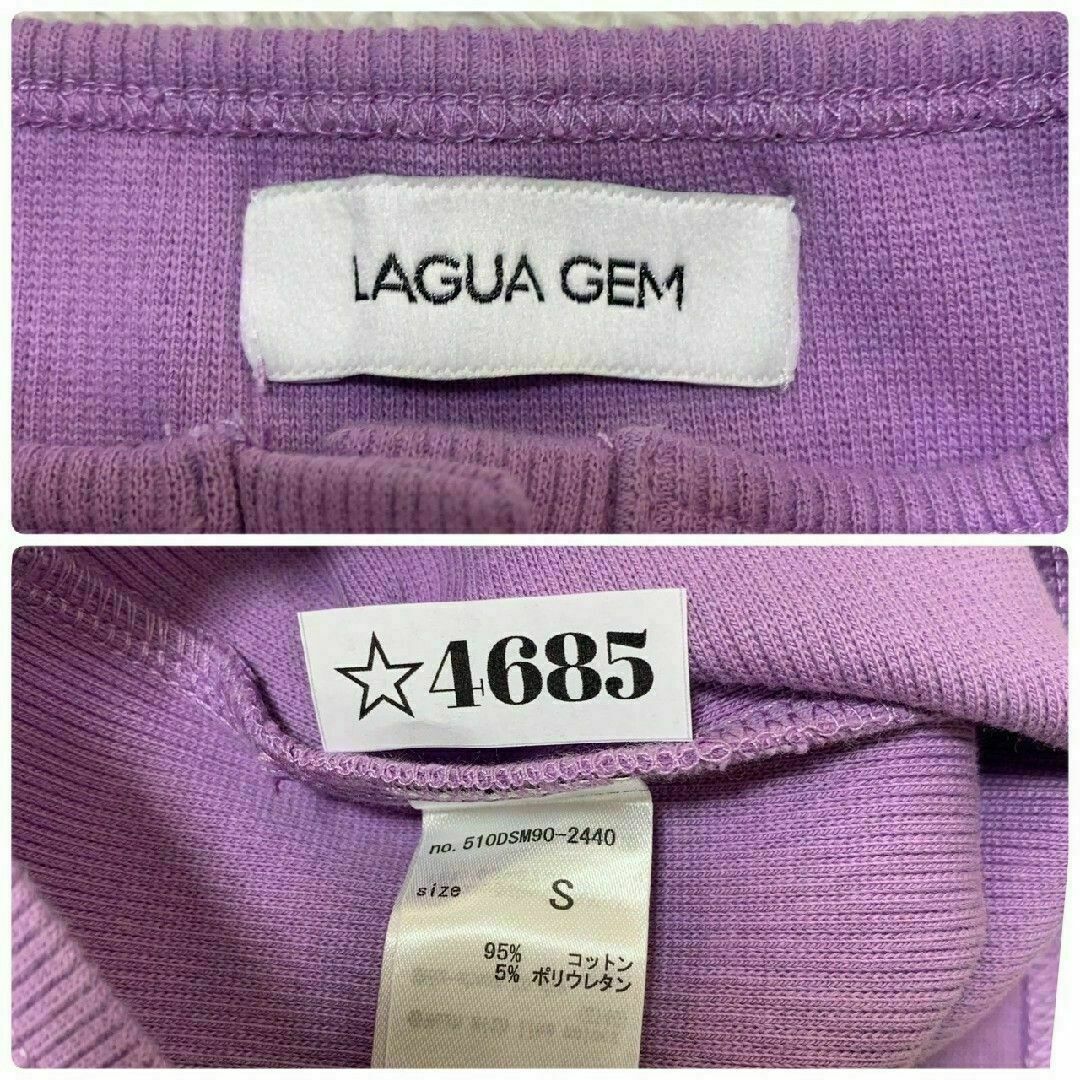 LAGUA GEM
☆4685
no. 510DSM90-2440
size S
95% コットン
5% ポリウレタン